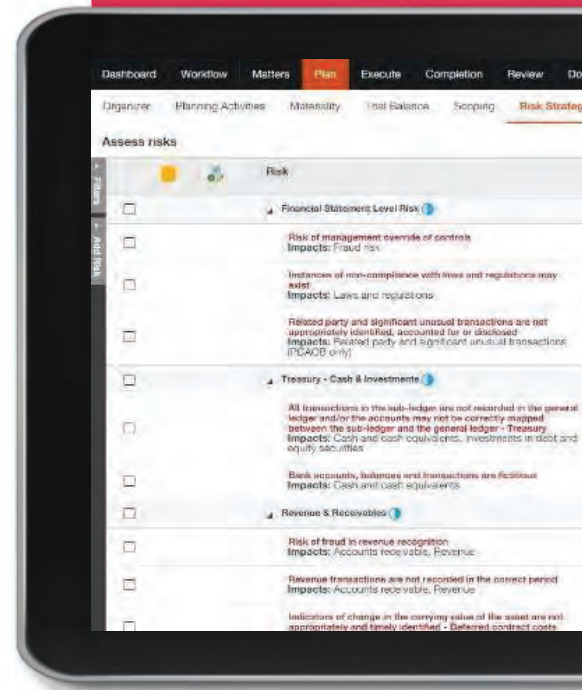 Dashboard Workflow Matters Plan Execute Completion Review Do
Organizer Planning Activities Materiality Trial Balance Scoping Risk Strateg
Assess risks
Filters
Add Risk
Risk
Financial Statement Level Risk
Risk of management override of controls
Impacts: Fraud risk
Instances of non-compliance with laws and regulations may
exist
Impacts: Laws and regulations
Related party and significant unusual transactions are not
appropriately identified, accounted for or disclosed
Impacts: Related party and significant unusual transactions
(PCAOB only)
Treasury - Cash & Investments
All transactions in the sub-ledger are not recorded in the general
ledger and/or the accounts may not be correctly mapped
between the sub-ledger and the general ledger - Treasury
Impacts: Cash and cash equivalents, Investments in debt and
equity securities
Bank accounts, balances and transactions are fictitious
Impacts: Cash and cash equivalents
Revenue & Receivables
Risk of fraud in revenue recognition
Impacts: Accounts receivable, Revenue
Revenue transactions are not recorded in the correct period
Impacts: Accounts receivable, Revenue
Indicators of change in the carrying value of the asset are not
appropriately and timely identified - Deferred contract costs